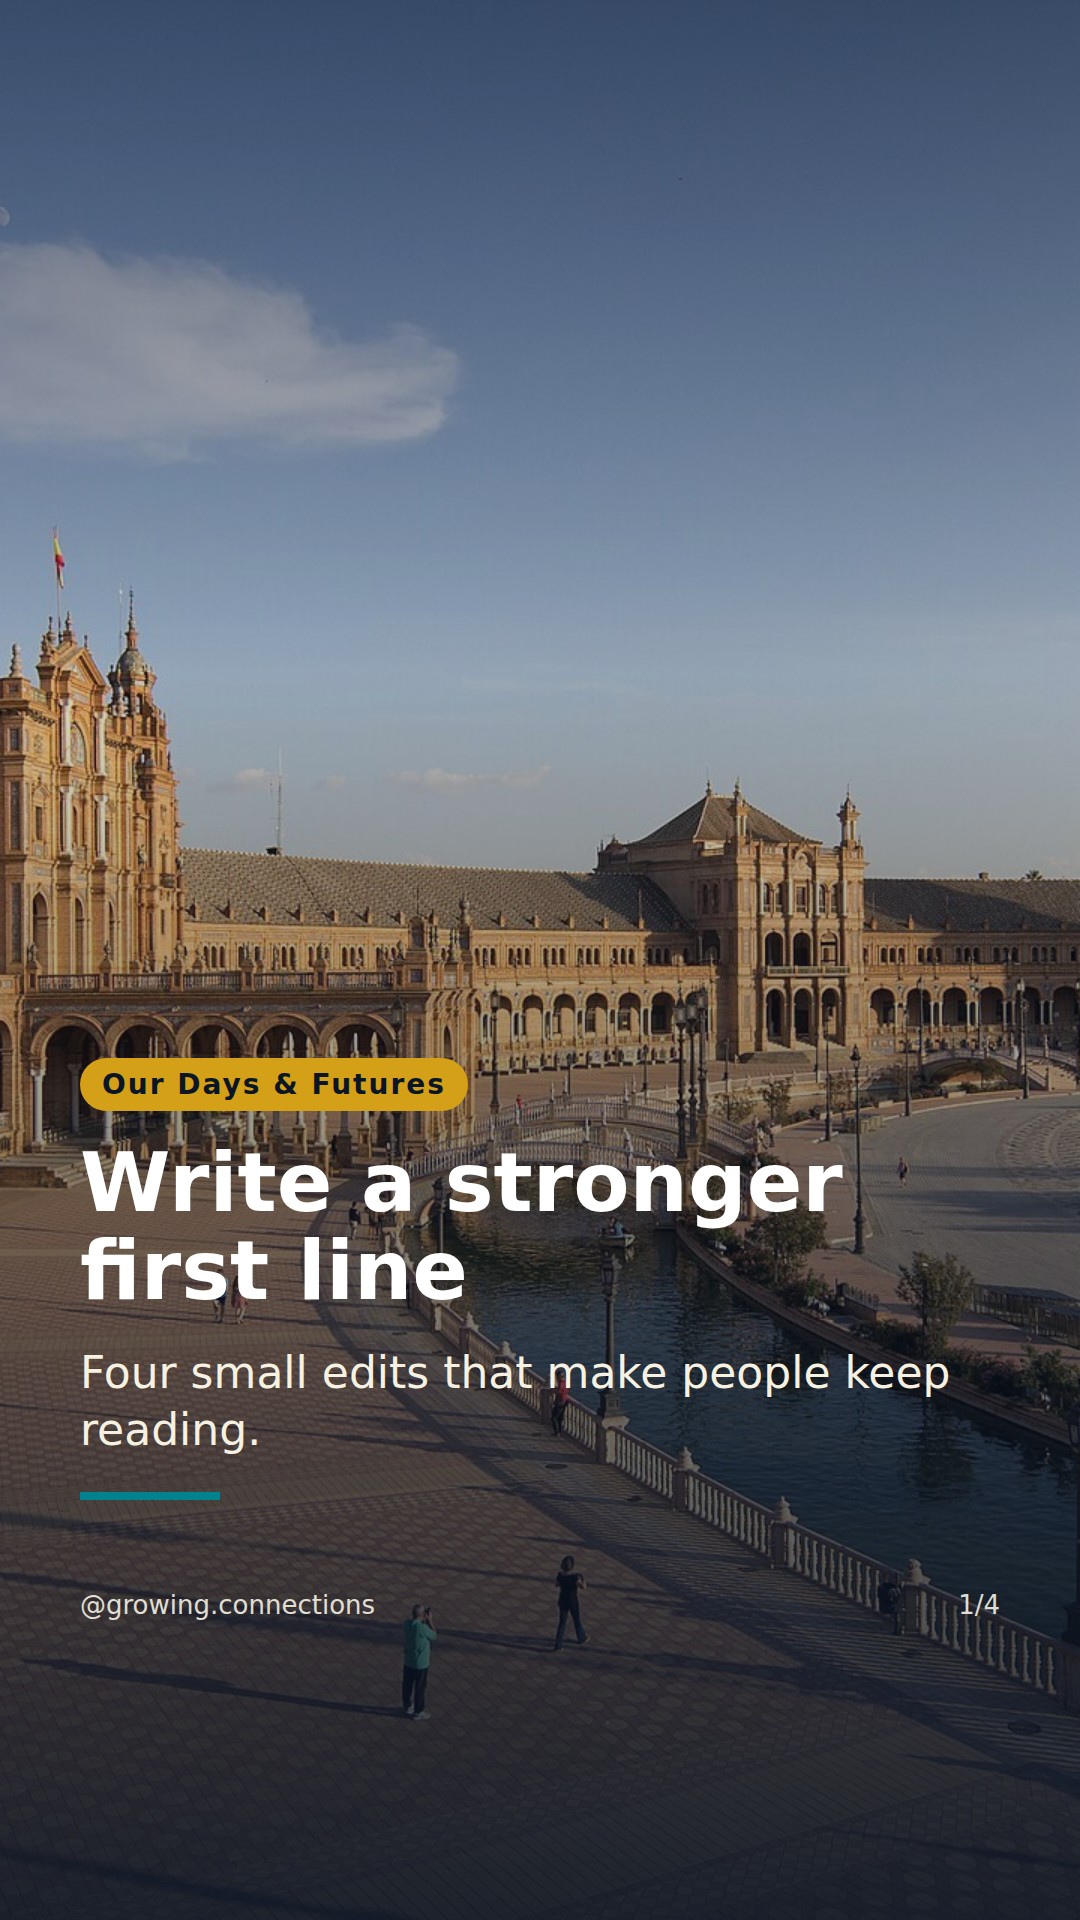 Our Days & Futures
Write a stronger
first line
Four small edits that make people keep
reading.
@growing.connections
1/4